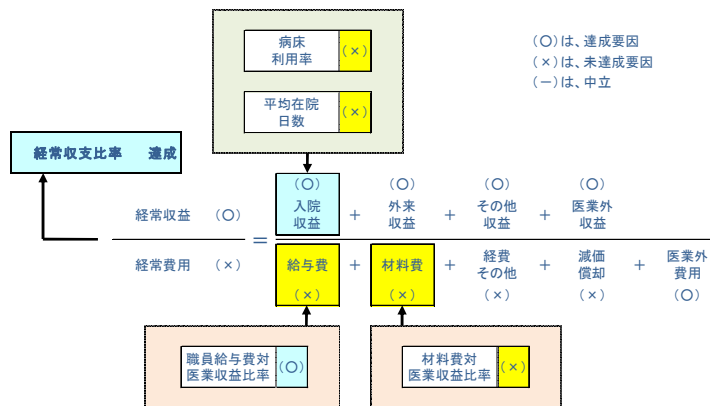 病床
利用率
(×)
平均在院
日数
(×)
(○)は、達成要因
(×)は、未達成要因
(－)は、中立
経常収支比率 達成
経常収益 (○)
経常費用 (×)
=
(○)
入院
収益
+
(○)
外来
収益
+
(○)
その他
収益
+
(○)
医業外
収益
給与費
(×)
+
材料費
(×)
+
経費
その他
(×)
+
減価
償却
(×)
+
医業外
費用
(○)
職員給与費対
医業収益比率
(○)
材料費対
医業収益比率
(×)